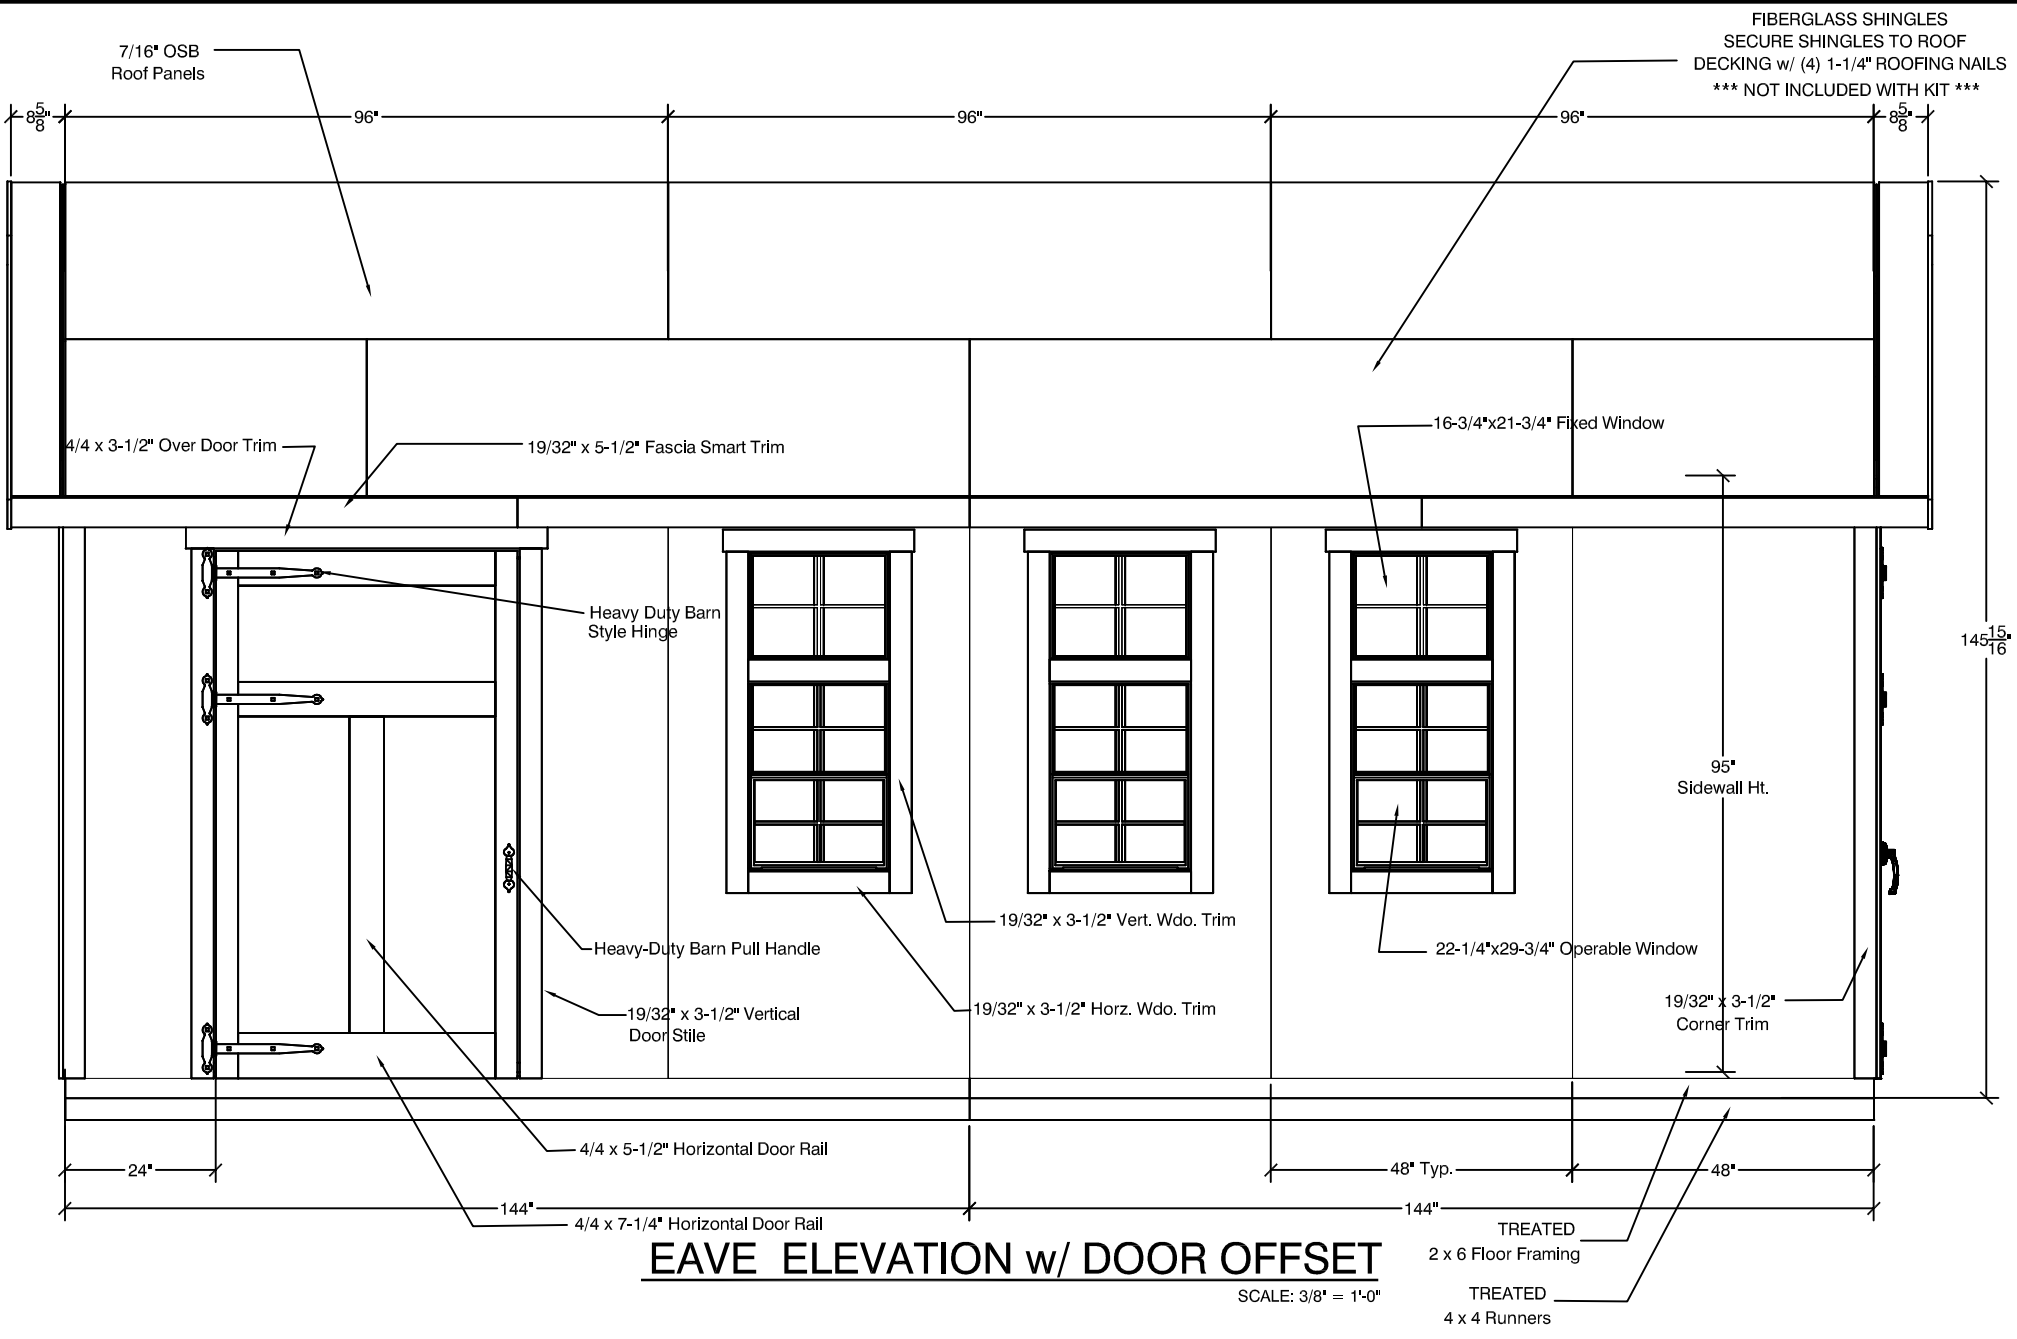 FIBERGLASS SHINGLES
SECURE SHINGLES TO ROOF
DECKING w/ (4) 1-1/4" ROOFING NAILS
*** NOT INCLUDED WITH KIT ***
7/16" OSB
Roof Panels
8 5/8"
96"
96"
96"
8 5/8"
4/4 x 3-1/2" Over Door Trim
19/32" x 5-1/2" Fascia Smart Trim
16-3/4"x21-3/4" Fixed Window
Heavy Duty Barn
Style Hinge
145 15/16"
95"
Sidewall Ht.
19/32" x 3-1/2" Vert. Wdo. Trim
Heavy-Duty Barn Pull Handle
22-1/4"x29-3/4" Operable Window
19/32" x 3-1/2" Vertical
Door Stile
19/32" x 3-1/2" Horz. Wdo. Trim
19/32" x 3-1/2"
Corner Trim
4/4 x 5-1/2" Horizontal Door Rail
24"
48" Typ.
48"
144"
144"
4/4 x 7-1/4" Horizontal Door Rail
TREATED
2 x 6 Floor Framing
EAVE ELEVATION w/ DOOR OFFSET
SCALE: 3/8" = 1'-0"
TREATED
4 x 4 Runners